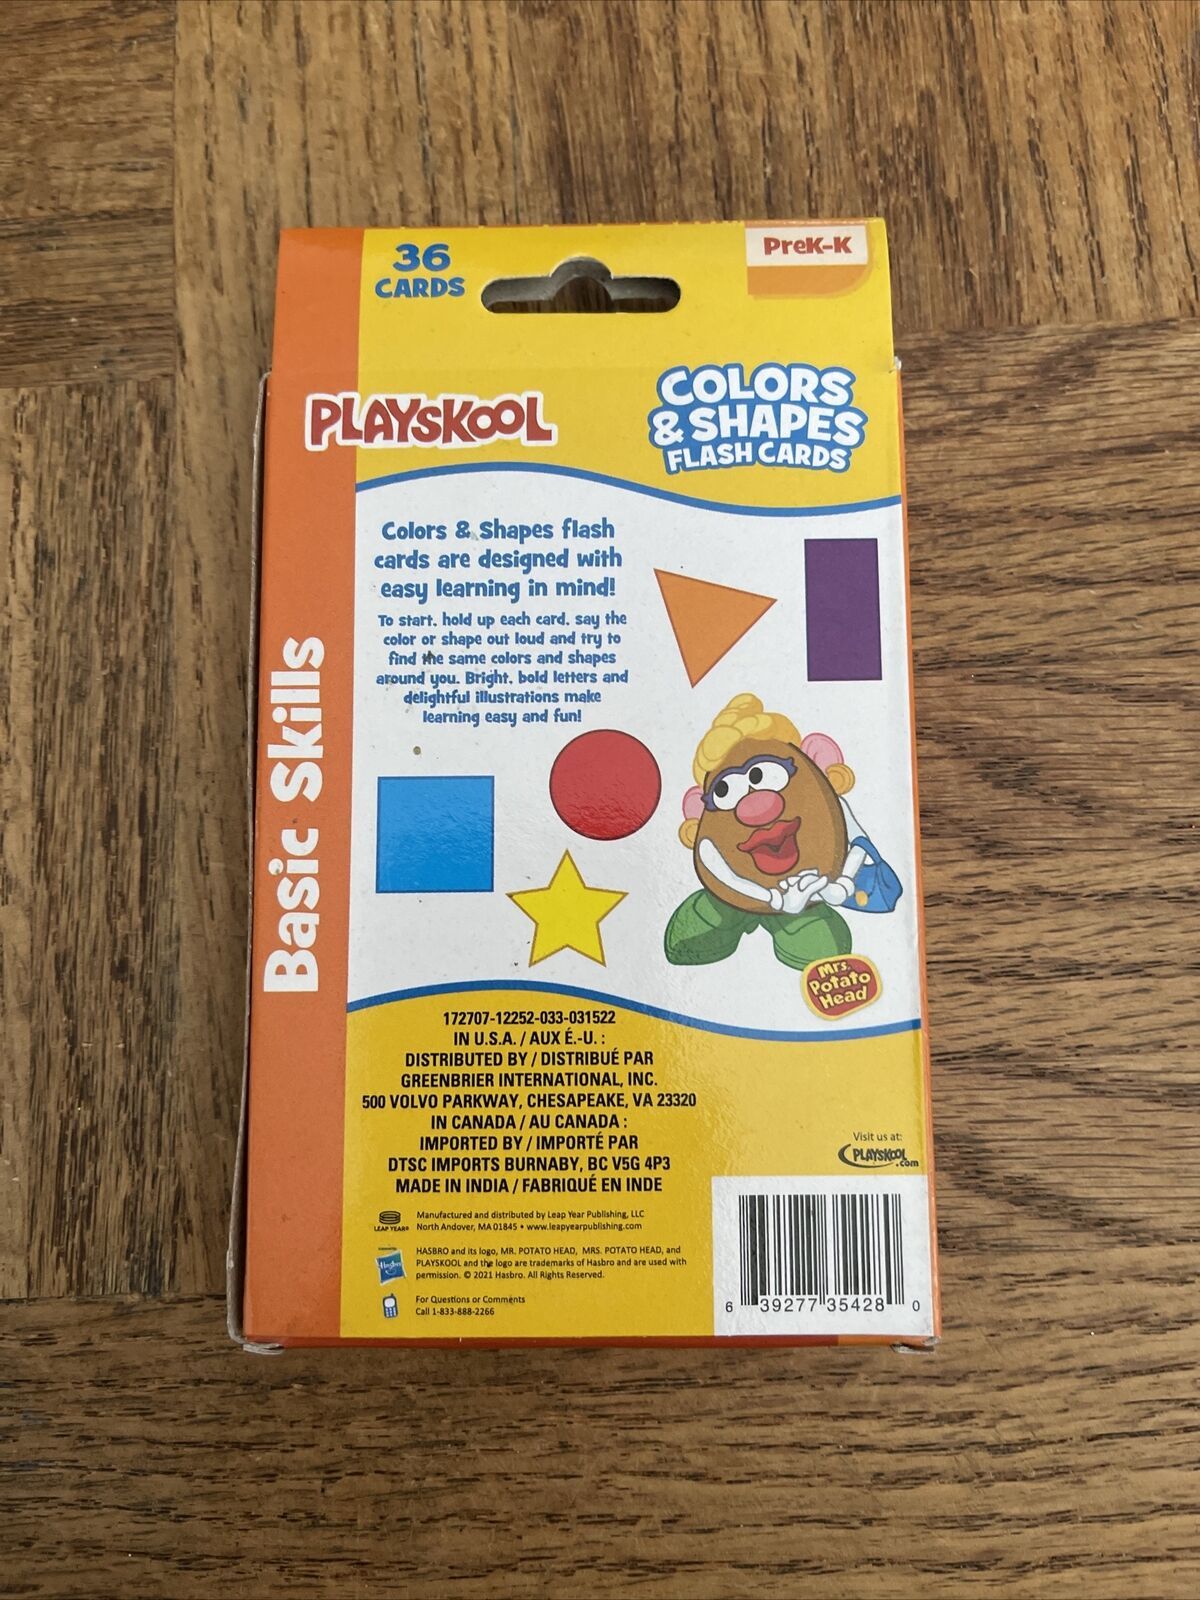 36
CARDS
PreK-K
PLAYSKOOL
COLORS
& SHAPES
FLASH CARDS
Colors & Shapes flash
cards are designed with
easy learning in mind!
To start, hold up each card, say the
color or shape out loud and try to
find the same colors and shapes
around you. Bright, bold letters and
delightful illustrations make
learning easy and fun!
Basic Skills
Mrs.
Potato
Head
172707-12252-033-031522
IN U.S.A. / AUX É.-U. :
DISTRIBUTED BY / DISTRIBUÉ PAR
GREENBRIER INTERNATIONAL, INC.
500 VOLVO PARKWAY, CHESAPEAKE, VA 23320
IN CANADA / AU CANADA :
IMPORTED BY / IMPORTÉ PAR
DTSC IMPORTS BURNABY, BC V5G 4P3
MADE IN INDIA / FABRIQUÉ EN INDE
Visit us at:
PLAYSKOOL
.com
LEAP YEAR®
Manufactured and distributed by Leap Year Publishing, LLC
North Andover, MA 01845 • www.leapyearpublishing.com
Hasbro
HASBRO and its logo, MR. POTATO HEAD, MRS. POTATO HEAD, and
PLAYSKOOL and the logo are trademarks of Hasbro and are used with
permission. © 2021 Hasbro. All Rights Reserved.
For Questions or Comments
Call 1-833-888-2266
6 39277 35428 0